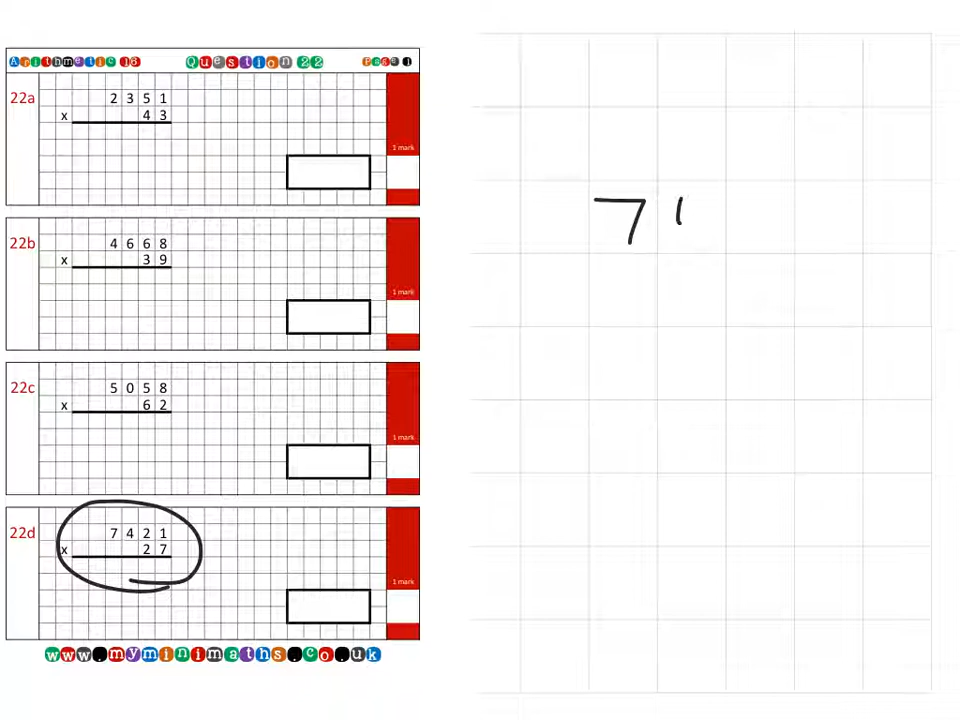 Arithmetic 16 Question 22 Page 1
22a 2 3 5 1
x 4 3
1 mark
22b 4 6 6 8
x 3 9
1 mark
22c 5 0 5 8
x 6 2
1 mark
22d 7 4 2 1
x 2 7
1 mark
www.myminimaths.co.uk
7